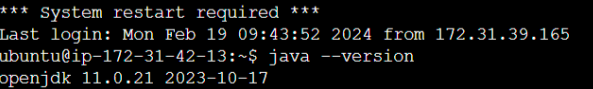 *** System restart required ***
Last login: Mon Feb 19 09:43:52 2024 from 172.31.39.165
ubuntu@ip-172-31-42-13:~$ java --version
openjdk 11.0.21 2023-10-17